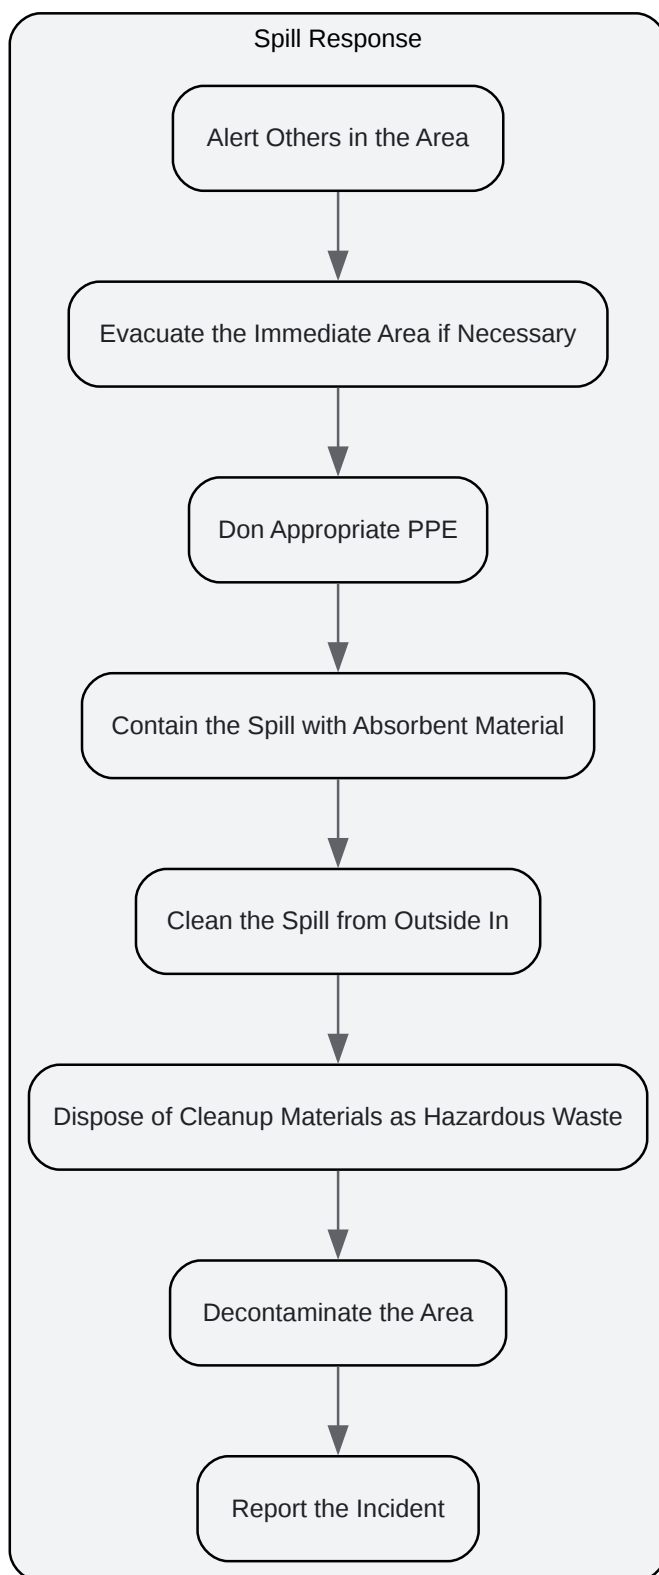 Spill Response
Alert Others in the Area
Evacuate the Immediate Area if Necessary
Don Appropriate PPE
Contain the Spill with Absorbent Material
Clean the Spill from Outside In
Dispose of Cleanup Materials as Hazardous Waste
Decontaminate the Area
Report the Incident